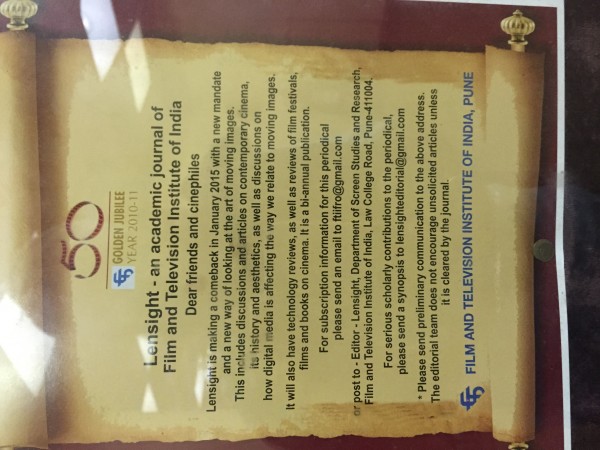 50
GOLDEN JUBILEE
YEAR 2010-11
Lensight - an academic journal of
Film and Television Institute of India
Dear friends and cinephiles
Lensight is making a comeback in January 2015 with a new mandate
and a new way of looking at the art of moving images.
This includes discussions and articles on contemporary cinema,
its history and aesthetics, as well as discussions on
how digital media is affecting the way we relate to moving images.
It will also have technology reviews, as well as reviews of film festivals,
films and books on cinema. It is a bi-annual publication.
For subscription information for this periodical
please send an email to ftiifro@gmail.com
or post to - Editor - Lensight, Department of Screen Studies and Research,
Film and Television Institute of India, Law College Road, Pune-411004.
For serious scholarly contributions to the periodical,
please send a synopsis to lensighteditorial@gmail.com
* Please send preliminary communication to the above address.
The editorial team does not encourage unsolicited articles unless
it is cleared by the journal.
FILM AND TELEVISION INSTITUTE OF INDIA, PUNE